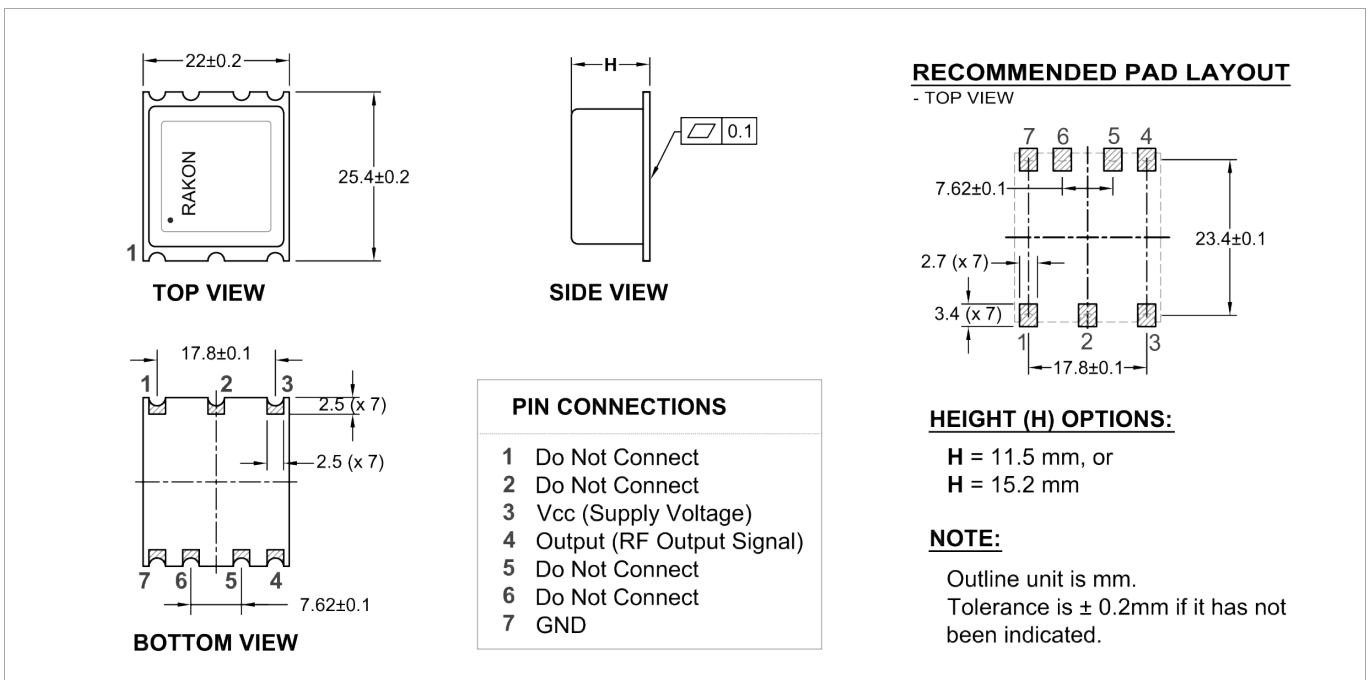 22±0.2
25.4±0.2
RAKON
1
TOP VIEW
H
0.1
SIDE VIEW
RECOMMENDED PAD LAYOUT
- TOP VIEW
7 6 5 4
7.62±0.1
23.4±0.1
2.7 (x 7)
3.4 (x 7)
1 2 3
17.8±0.1
17.8±0.1
1 2 3
2.5 (x 7)
2.5 (x 7)
7 6 5 4
7.62±0.1
BOTTOM VIEW
PIN CONNECTIONS
1 Do Not Connect
2 Do Not Connect
3 Vcc (Supply Voltage)
4 Output (RF Output Signal)
5 Do Not Connect
6 Do Not Connect
7 GND
HEIGHT (H) OPTIONS:
H = 11.5 mm, or
H = 15.2 mm
NOTE:
Outline unit is mm.
Tolerance is ± 0.2mm if it has not
been indicated.